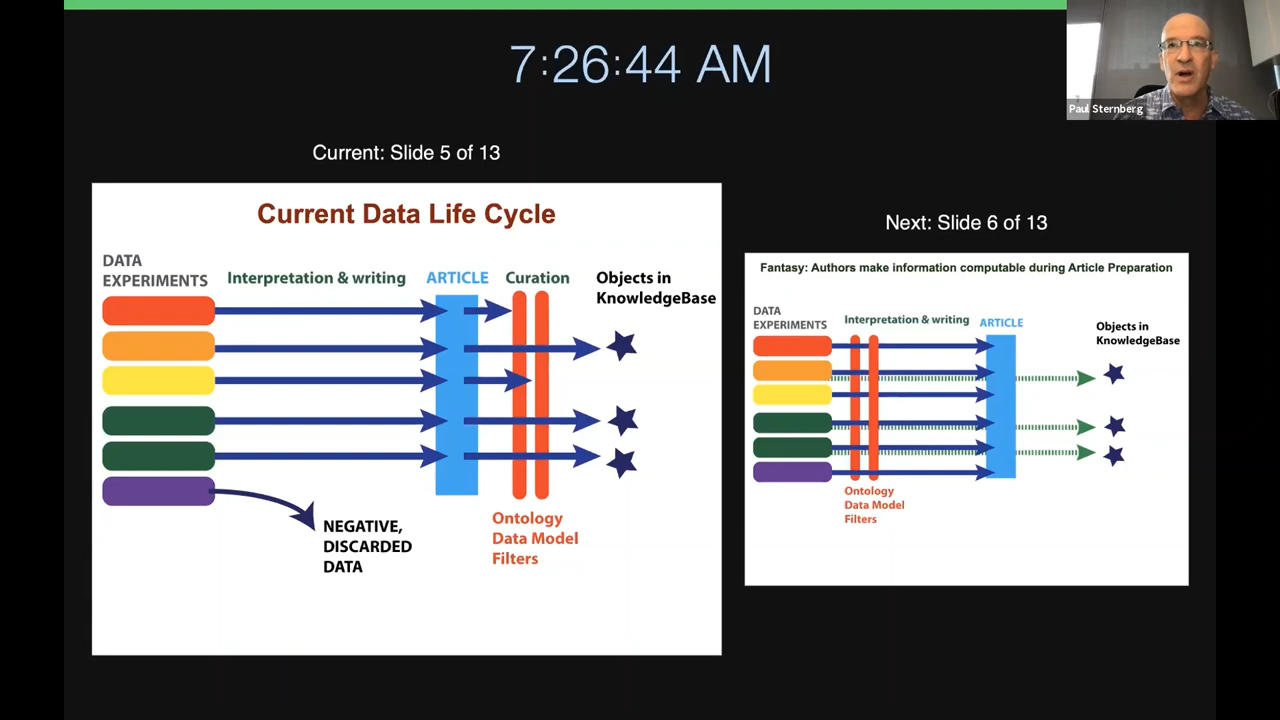 7:26:44 AM
Paul Sternberg
Current: Slide 5 of 13
Current Data Life Cycle
DATA
EXPERIMENTS
Interpretation & writing
ARTICLE
Curation
Objects in
KnowledgeBase
NEGATIVE,
DISCARDED
DATA
Ontology
Data Model
Filters
Next: Slide 6 of 13
Fantasy: Authors make information computable during Article Preparation
DATA
EXPERIMENTS
Interpretation & writing
ARTICLE
Objects in
KnowledgeBase
Ontology
Data Model
Filters